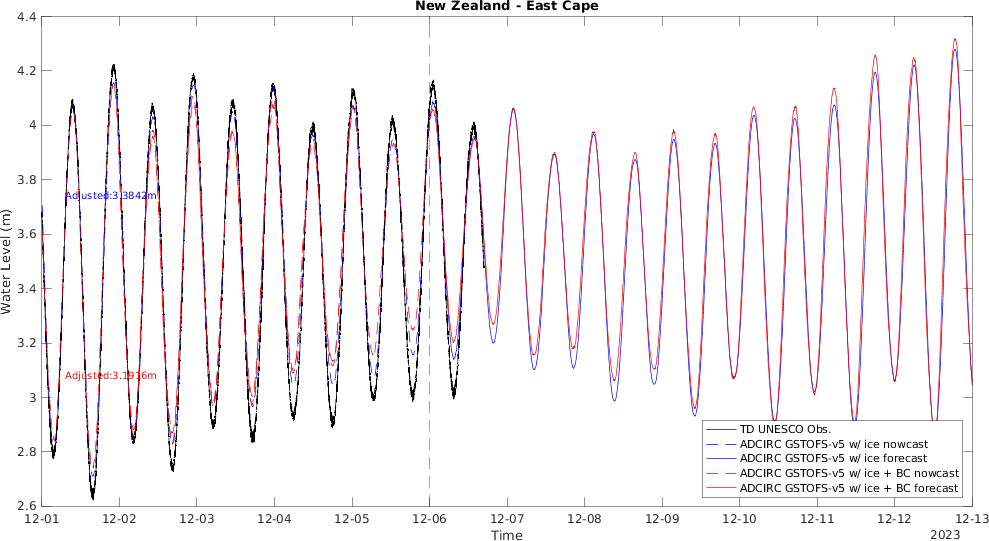 New Zealand - East Cape
4.4
4.2
4
3.8
3.6
3.4
3.2
3
2.8
2.6
Water Level (m)
Adjusted:3.3842m
Adjusted:3.1916m
TD UNESCO Obs.
ADCIRC GSTOFS-v5 w/ ice nowcast
ADCIRC GSTOFS-v5 w/ ice forecast
ADCIRC GSTOFS-v5 w/ ice + BC nowcast
ADCIRC GSTOFS-v5 w/ ice + BC forecast
12-01 12-02 12-03 12-04 12-05 12-06 12-07 12-08 12-09 12-10 12-11 12-12 12-13
Time
2023